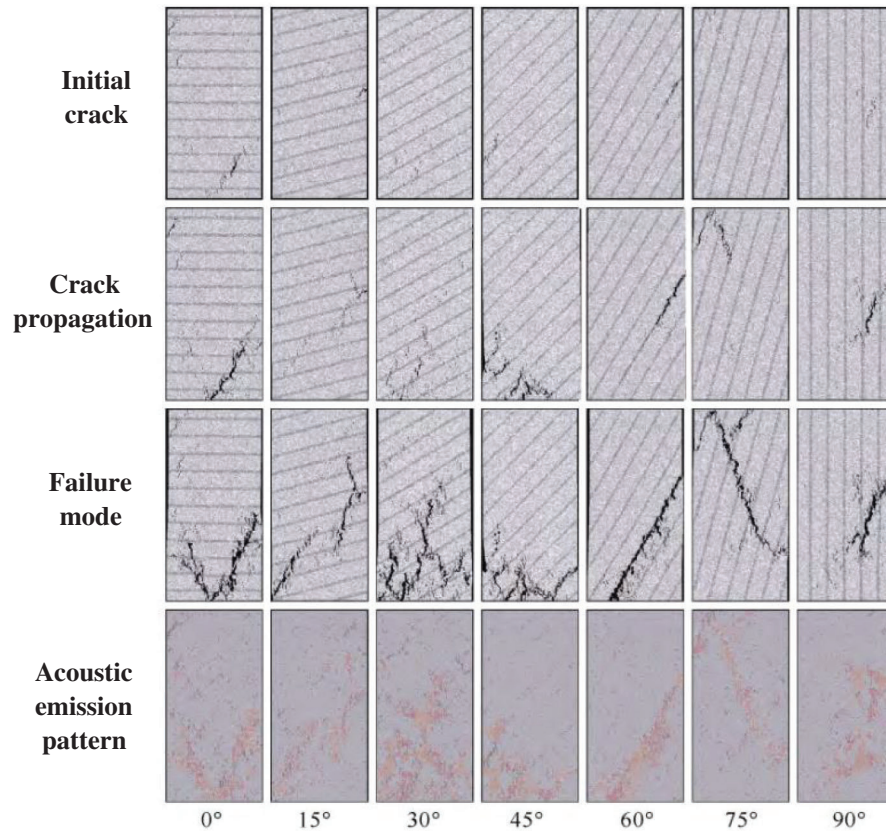 Initial
crack
Crack
propagation
Failure
mode
Acoustic
emission
pattern
0° 15° 30° 45° 60° 75° 90°